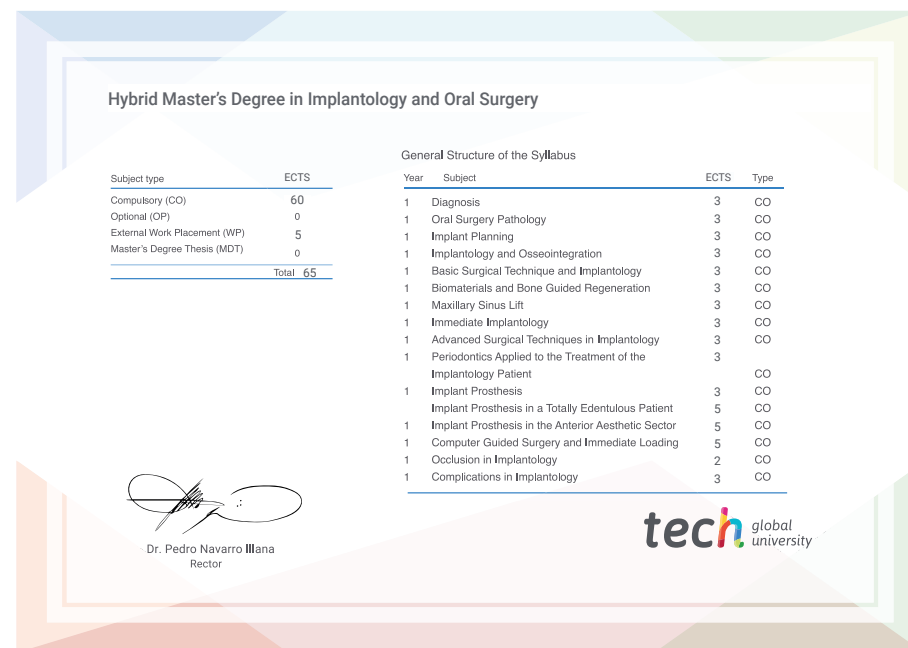 Hybrid Master's Degree in Implantology and Oral Surgery
Subject type ECTS
Compulsory (CO) 60
Optional (OP) 0
External Work Placement (WP) 5
Master's Degree Thesis (MDT) 0
Total 65
General Structure of the Syllabus
Year Subject ECTS Type
1 Diagnosis 3 CO
1 Oral Surgery Pathology 3 CO
1 Implant Planning 3 CO
1 Implantology and Osseointegration 3 CO
1 Basic Surgical Technique and Implantology 3 CO
1 Biomaterials and Bone Guided Regeneration 3 CO
1 Maxillary Sinus Lift 3 CO
1 Immediate Implantology 3 CO
1 Advanced Surgical Techniques in Implantology 3 CO
1 Periodontics Applied to the Treatment of the 3
Implantology Patient CO
1 Implant Prosthesis 3 CO
Implant Prosthesis in a Totally Edentulous Patient 5 CO
1 Implant Prosthesis in the Anterior Aesthetic Sector 5 CO
1 Computer Guided Surgery and Immediate Loading 5 CO
1 Occlusion in Implantology 2 CO
1 Complications in Implantology 3 CO
Dr. Pedro Navarro Illana
Rector
tech global
university